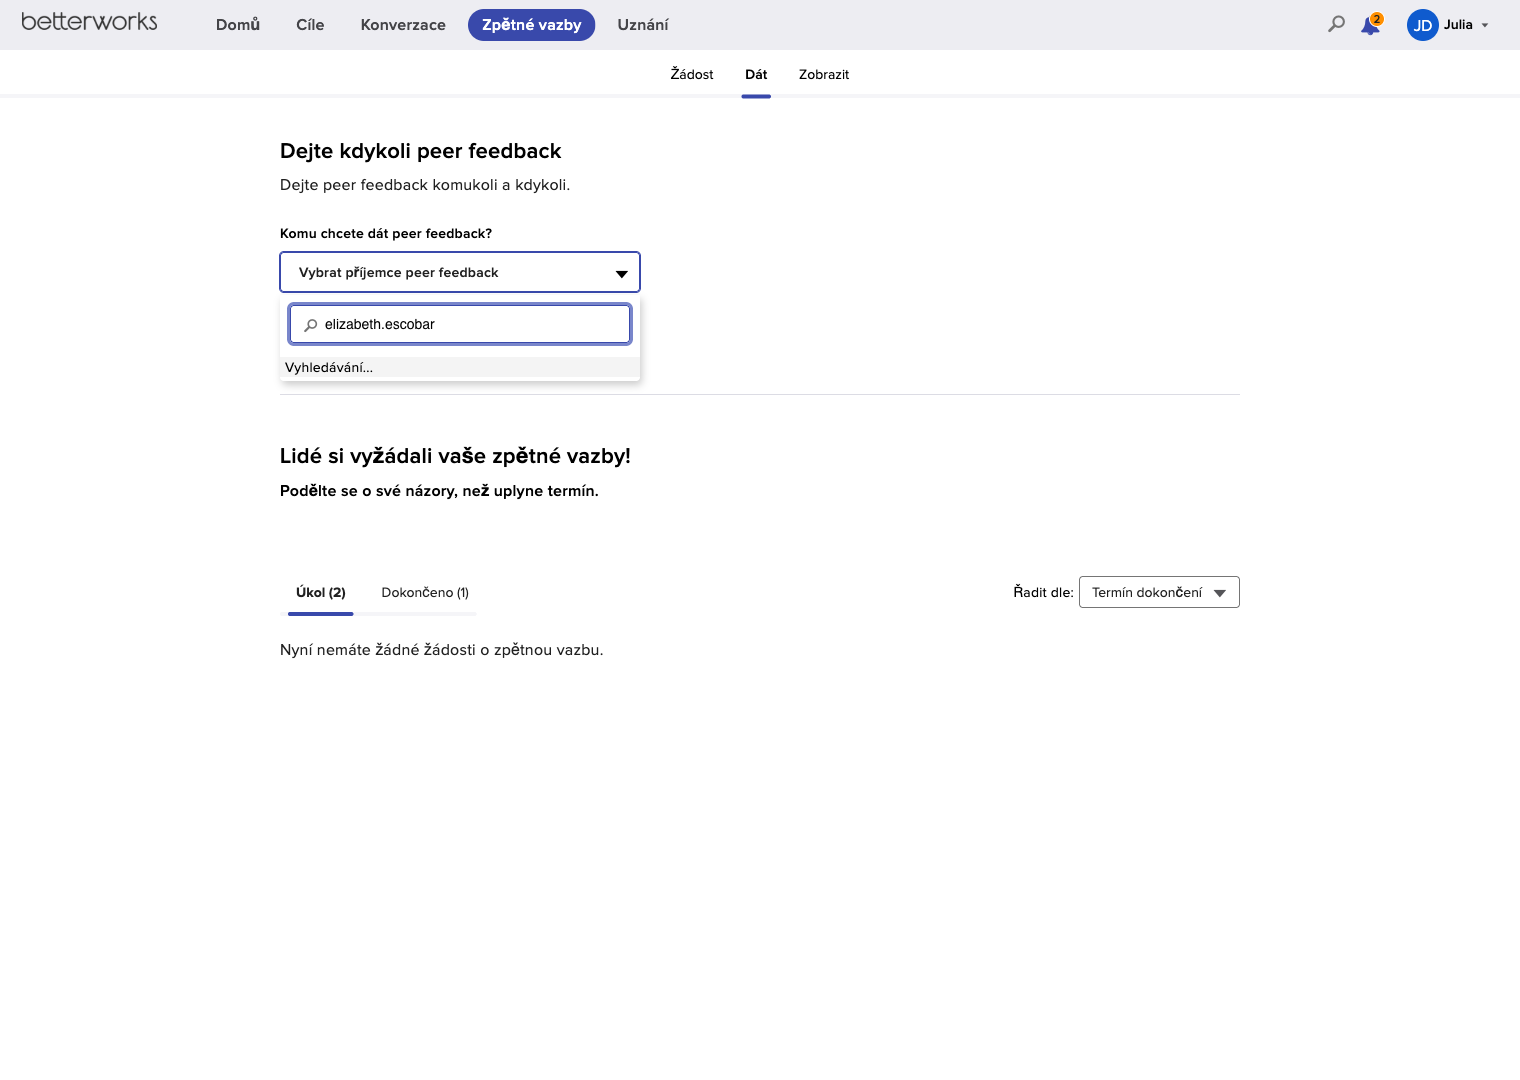 betterworks
Domů
Cíle
Konverzace
Zpětné vazby
Uznání
2
JD
Julia
Žádost
Dát
Zobrazit
Dejte kdykoli peer feedback
Dejte peer feedback komukoli a kdykoli.
Komu chcete dát peer feedback?
Vybrat příjemce peer feedback
elizabeth.escobar
Vyhledávání...
Lidé si vyžádali vaše zpětné vazby!
Podělte se o své názory, než uplyne termín.
Úkol (2)
Dokončeno (1)
Řadit dle:
Termín dokončení
Nyní nemáte žádné žádosti o zpětnou vazbu.